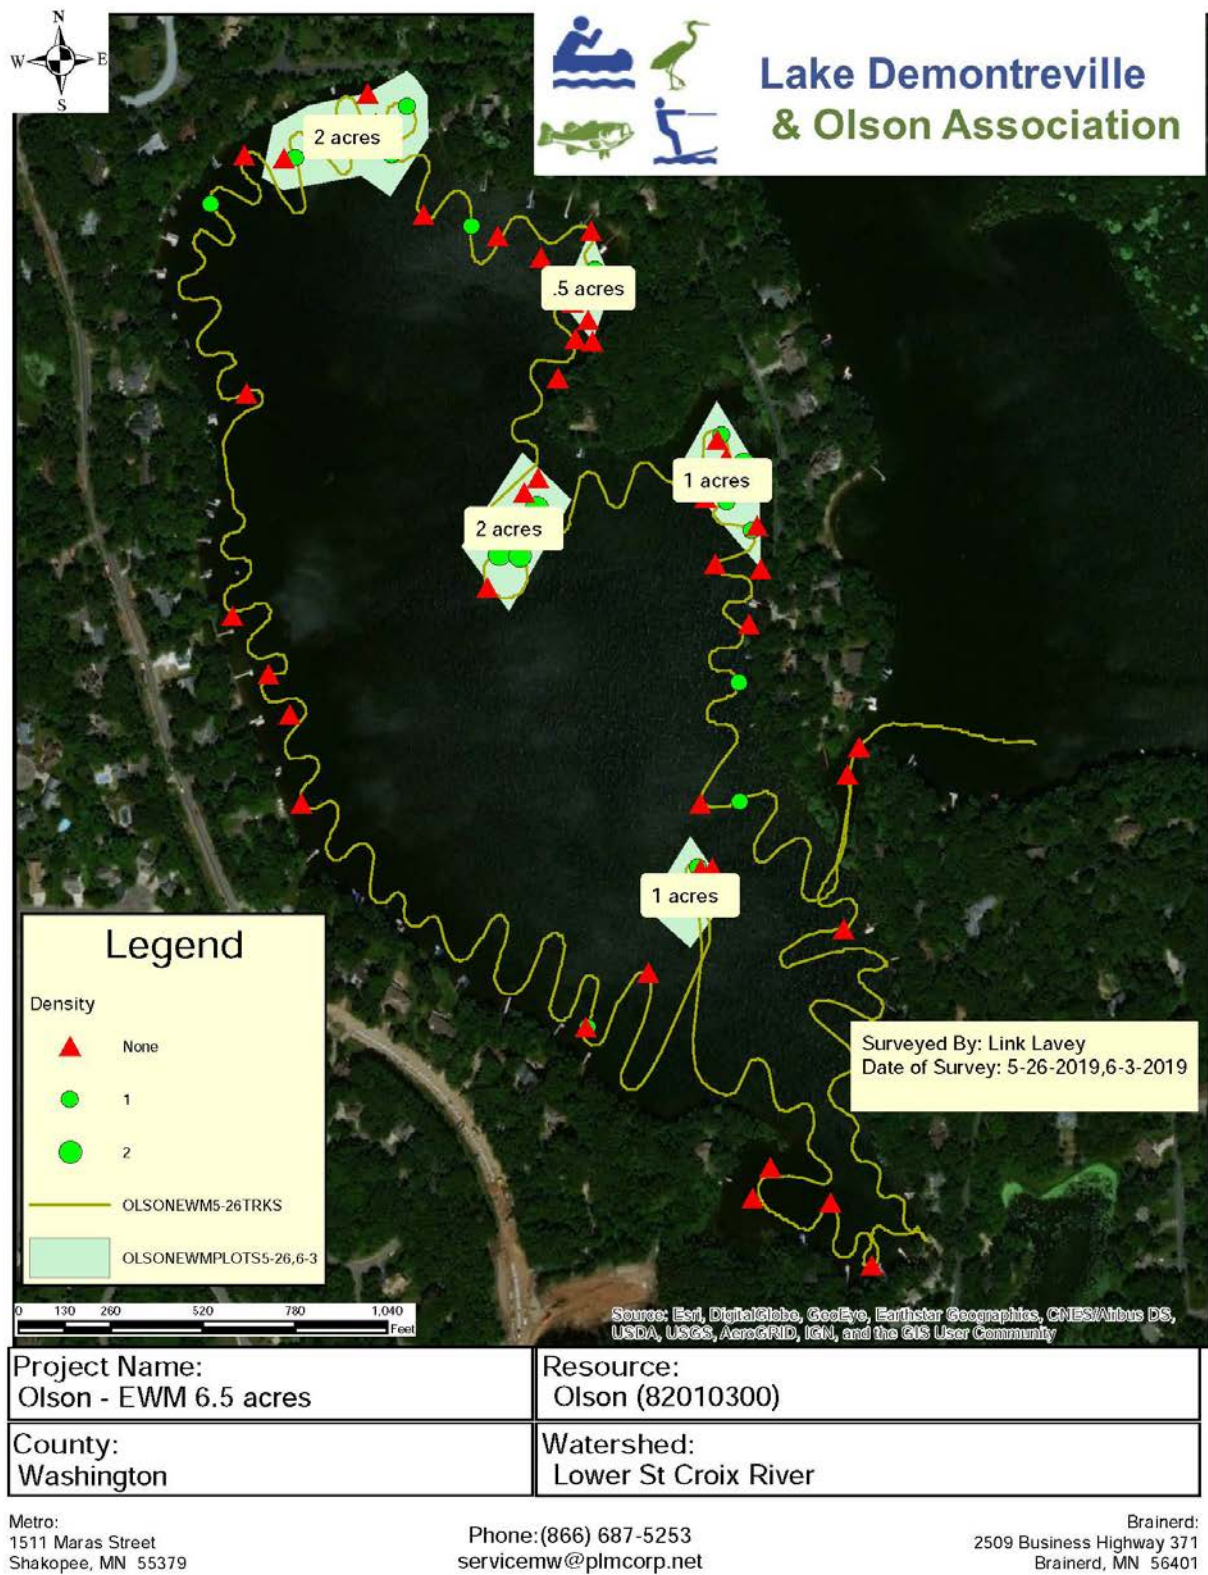 N
W E
S
Lake Demontreville
& Olson Association
2 acres
.5 acres
1 acres
2 acres
1 acres
Legend
Density
None
1
2
OLSONEWM5-26TRKS
OLSONEWMPLOTS5-26,6-3
Surveyed By: Link Lavey
Date of Survey: 5-26-2019,6-3-2019
0 130 260 520 780 1,040
Feet
Source: Esri, DigitalGlobe, GeoEye, Earthstar Geographics, CNES/Airbus DS,
USDA, USGS, AeroGRID, IGN, and the GIS User Community
Project Name:
Olson - EWM 6.5 acres
Resource:
Olson (82010300)
County:
Washington
Watershed:
Lower St Croix River
Metro:
1511 Maras Street
Shakopee, MN 55379
Phone:(866) 687-5253
servicemw@plmcorp.net
Brainerd:
2509 Business Highway 371
Brainerd, MN 56401